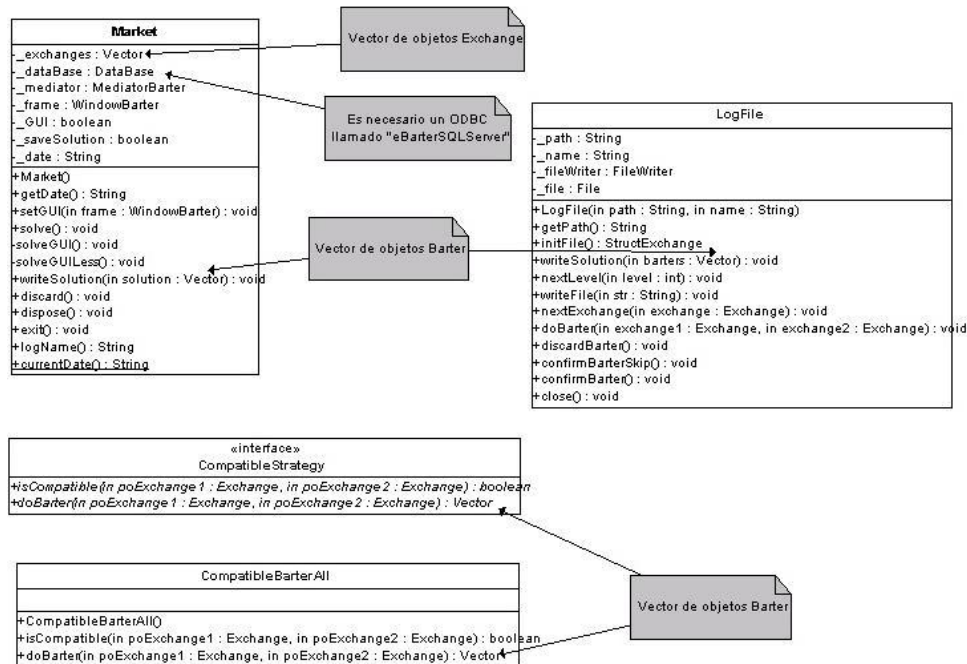 Market
-_exchanges : Vector
-_dataBase : DataBase
-_mediator : MediatorBarter
-_frame : WindowBarter
-_GUI : boolean
-_saveSolution : boolean
-_date : String
+Market()
+getDate() : String
+setGUI(in frame : WindowBarter) : void
+solve() : void
-solveGUI() : void
-solveGUILess() : void
+writeSolution(in solution : Vector) : void
+discard() : void
+dispose() : void
+exit() : void
+logName() : String
+currentDate() : String
Vector de objetos Exchange
Es necesario un ODBC
llamado "eBarterSQLServer"
Vector de objetos Barter
LogFile
-_path : String
-_name : String
-_fileWriter : FileWriter
-_file : File
+LogFile(in path : String, in name : String)
+getPath() : String
+initFile() : StructExchange
+writeSolution(in barters : Vector) : void
+nextLevel(in level : int) : void
+writeFile(in str : String) : void
+nextExchange(in exchange : Exchange) : void
+doBarter(in exchange1 : Exchange, in exchange2 : Exchange) : void
+discardBarter() : void
+confirmBarterSkip() : void
+confirmBarter() : void
+close() : void
«interface»
CompatibleStrategy
+isCompatible(in poExchange1 : Exchange, in poExchange2 : Exchange) : boolean
+doBarter(in poExchange1 : Exchange, in poExchange2 : Exchange) : Vector
CompatibleBarterAll
+CompatibleBarterAll()
+isCompatible(in poExchange1 : Exchange, in poExchange2 : Exchange) : boolean
+doBarter(in poExchange1 : Exchange, in poExchange2 : Exchange) : Vector
Vector de objetos Barter